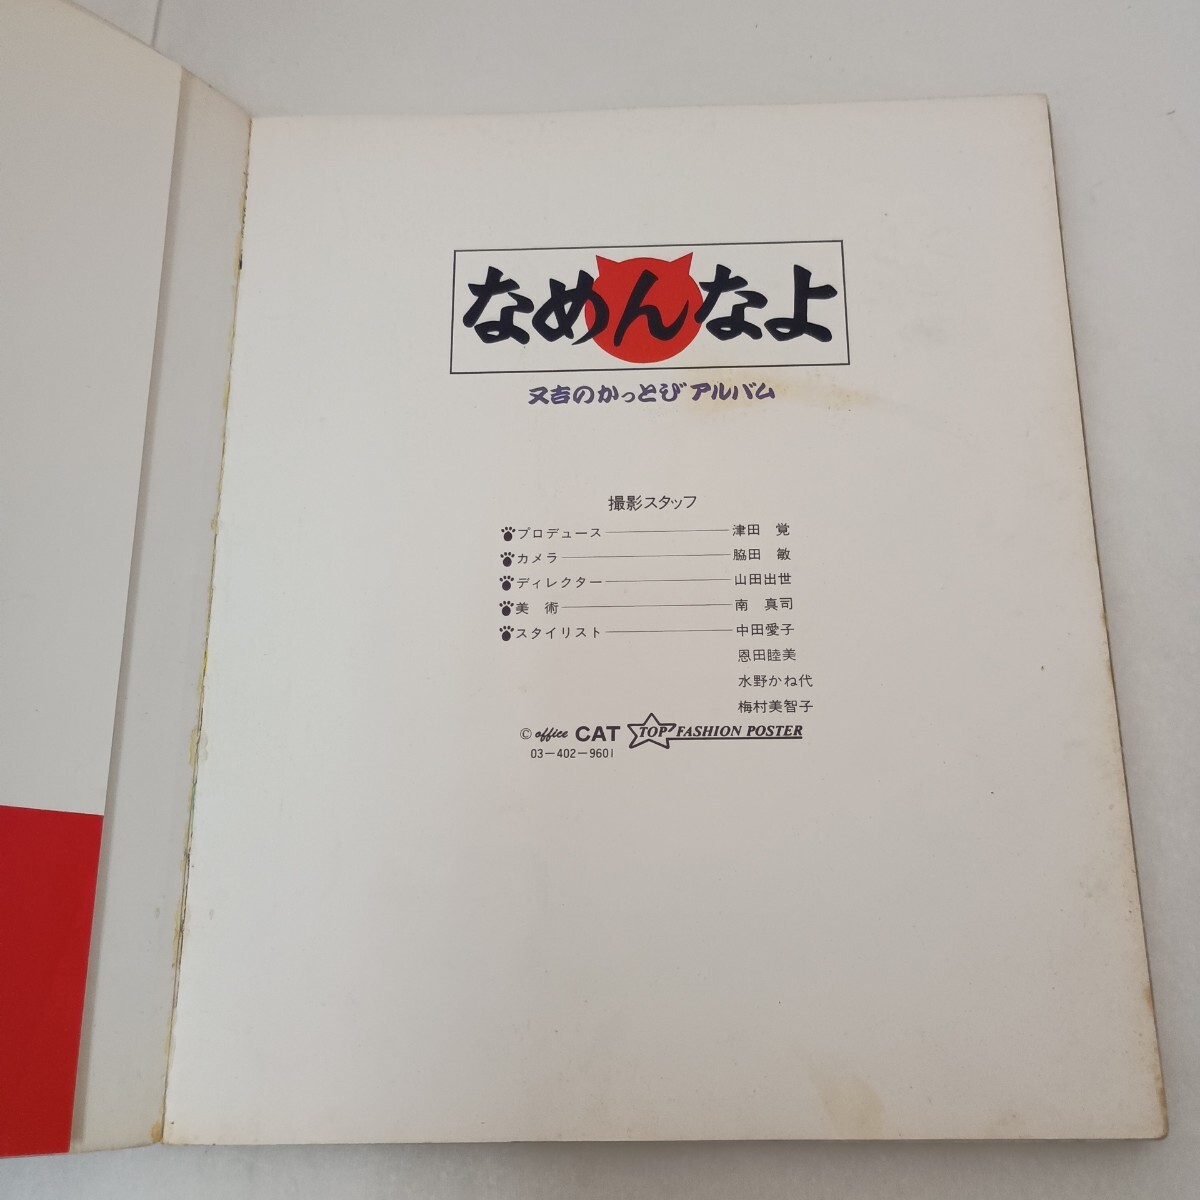 なめんなよ
又吉のかっとびアルバム
撮影スタッフ
プロデュース 津田 覚
カメラ 脇田 敏
ディレクター 山田出世
美 術 南 真司
スタイリスト 中田愛子
恩田睦美
水野かね代
梅村美智子
© office CAT TOP FASHION POSTER
03-402-9601